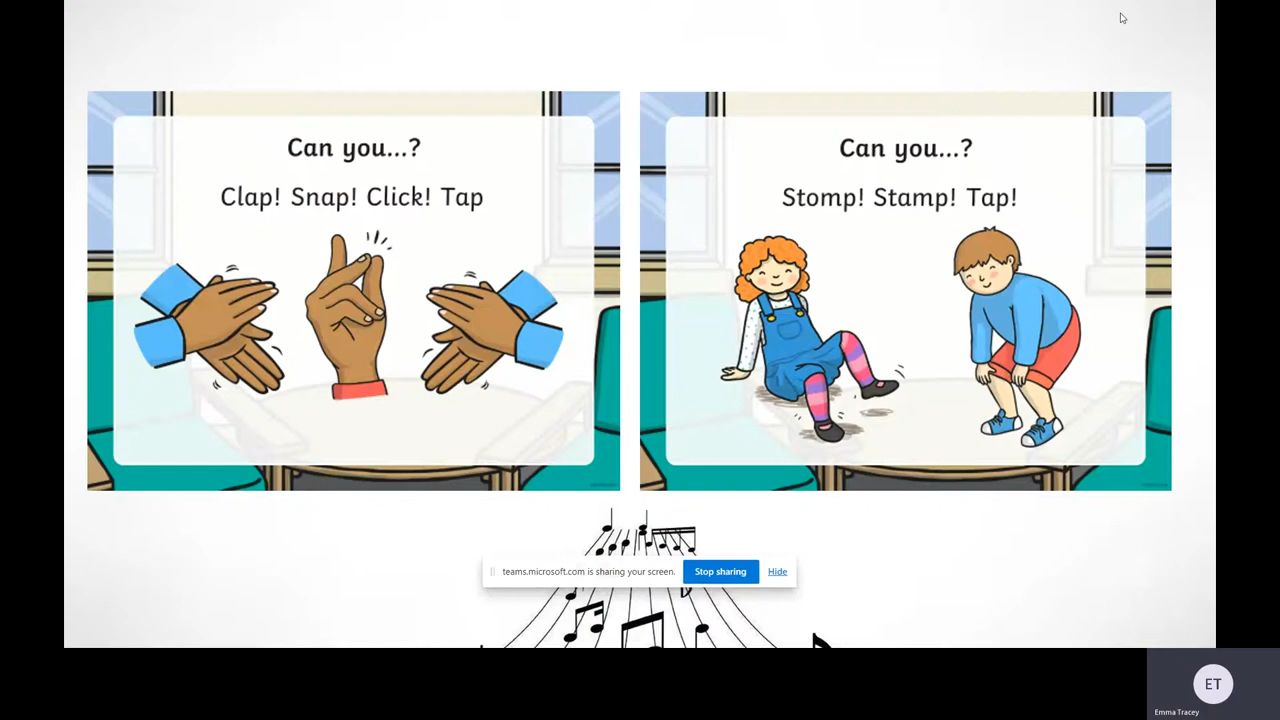 Can you...?
Clap! Snap! Click! Tap
Can you...?
Stomp! Stamp! Tap!
teams.microsoft.com is sharing your screen.
Stop sharing
Hide
ET
Emma Tracey